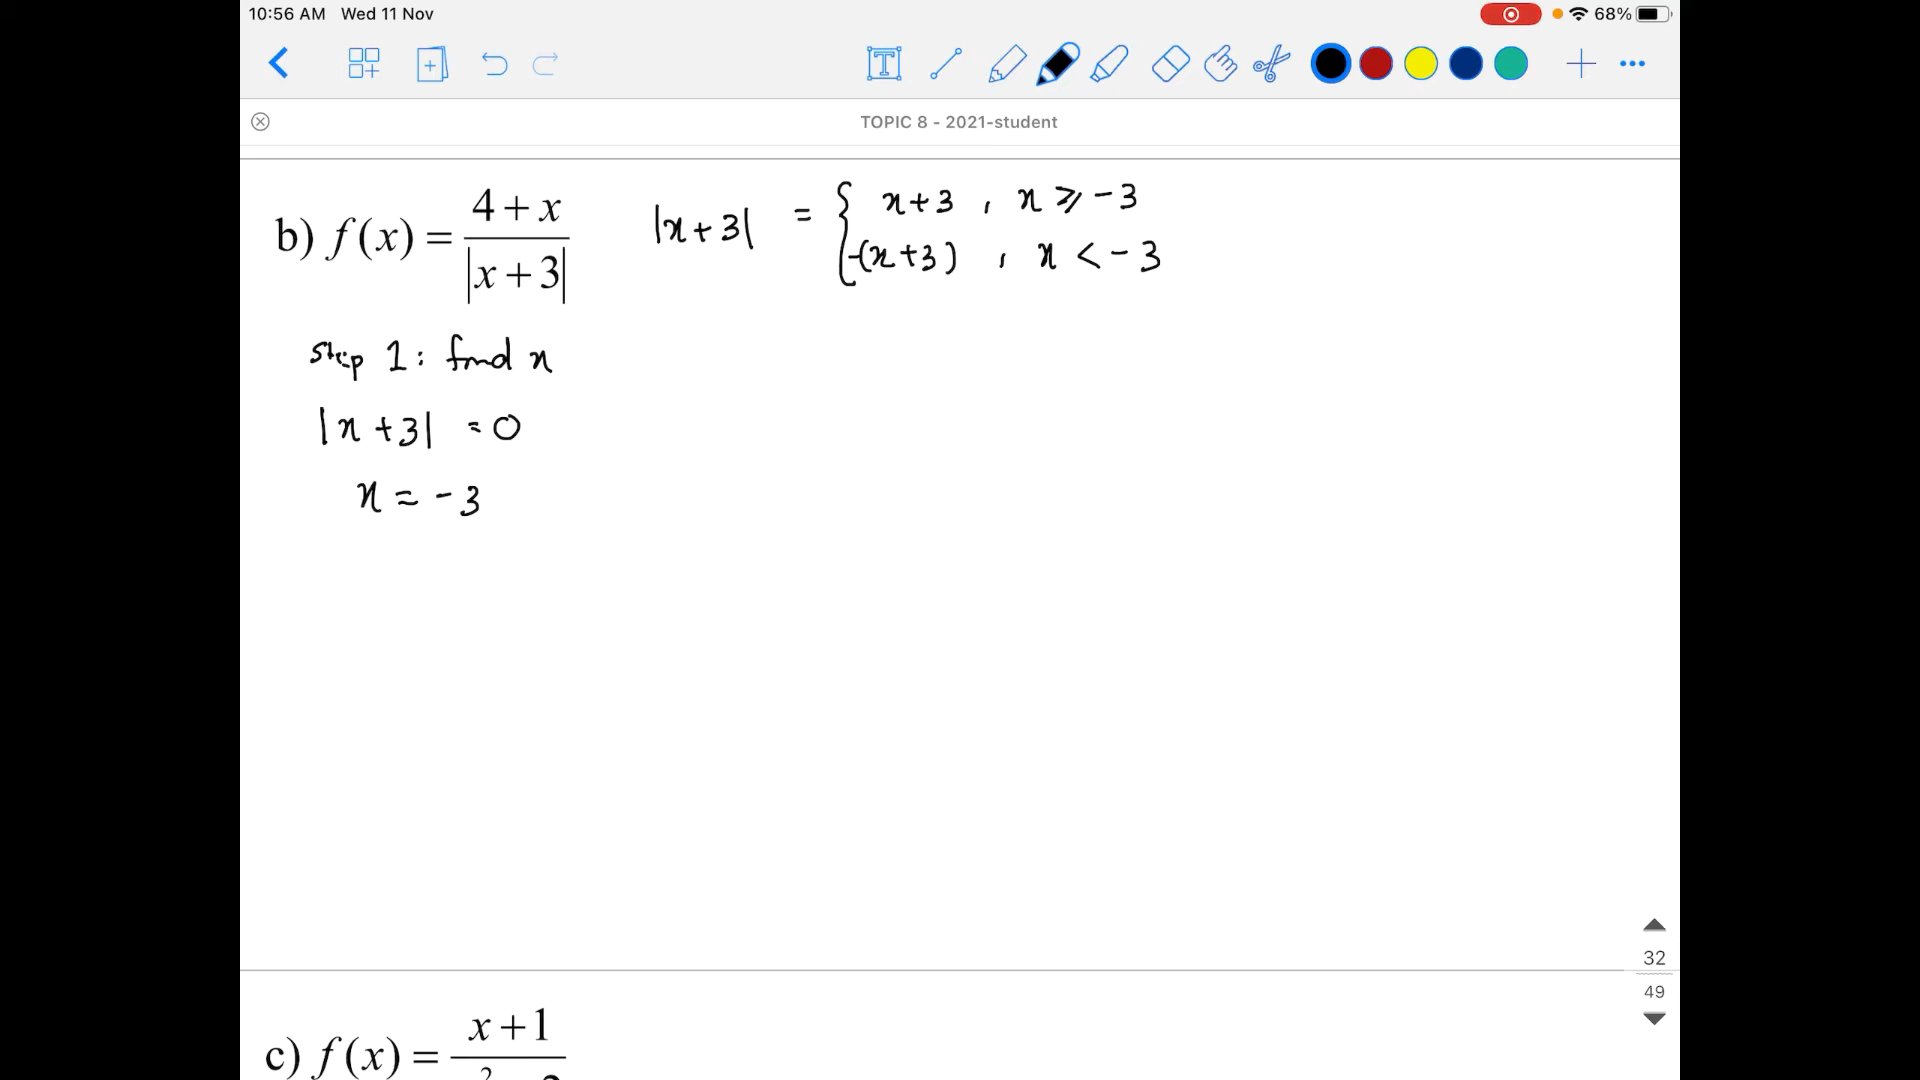 10:56 AM Wed 11 Nov 68%
TOPIC 8 - 2021-student
b) f(x) = (4 + x) / |x + 3|
|x + 3| = { x + 3 , x ⩾ -3
-(x + 3) , x < -3
step 1 : find x
|x + 3| = 0
x = -3
32
49
c) f(x) = x + 1